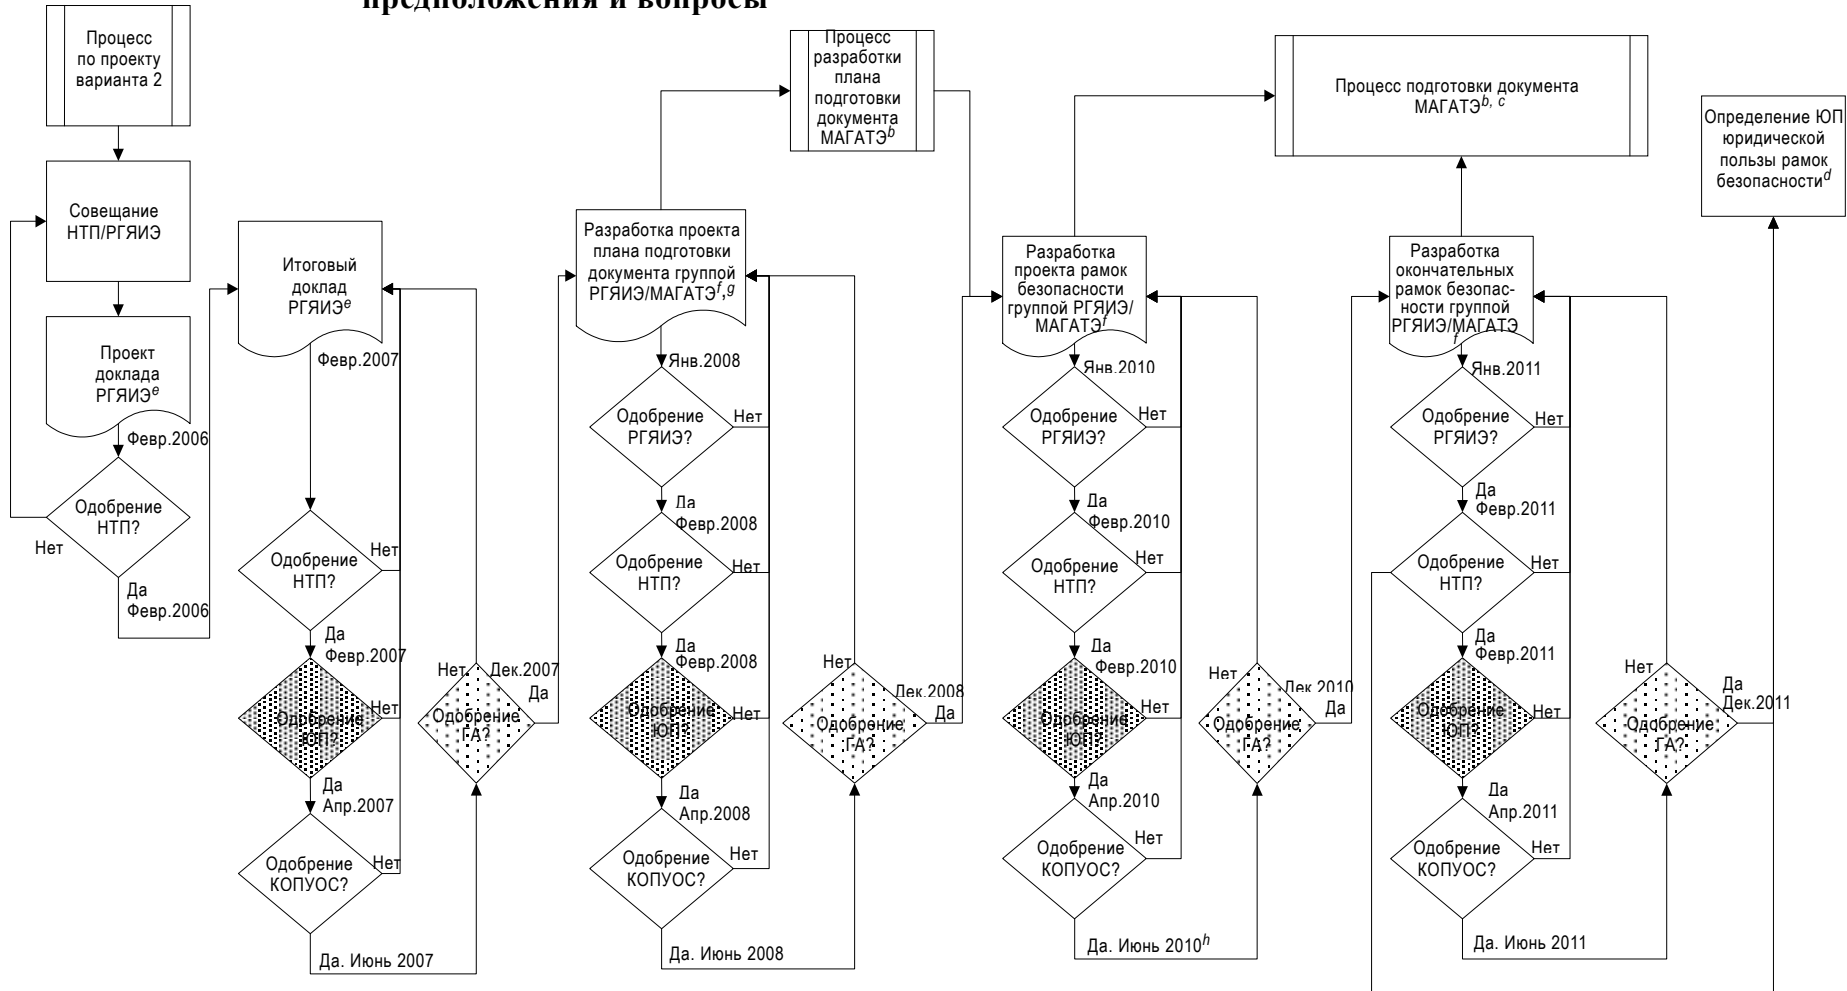 предположения и вопросы
Процесс
по проекту
варианта 2
Совещание
НТП/РГЯИЭ
Проект
доклада
РГЯИЭe
Февр.2006
Одобрение
НТП?
Нет
Да
Февр.2006
Итоговый
доклад
РГЯИЭe
Февр.2007
Одобрение
НТП?
Нет
Да
Февр.2007
Одобрение
ЮП?
Нет
Да
Апр.2007
Одобрение
КОПУОС?
Нет
Да. Июнь 2007
Нет
Дек.2007
Да
Одобрение
ГА?
Процесс
разработки
плана
подготовки
документа
МАГАТЭb
Разработка проекта
плана подготовки
документа группой
РГЯИЭ/МАГАТЭf,g
Янв.2008
Одобрение
РГЯИЭ?
Нет
Да
Февр.2008
Одобрение
НТП?
Нет
Да
Февр.2008
Одобрение
ЮП?
Нет
Да
Апр.2008
Одобрение
КОПУОС?
Нет
Да. Июнь 2008
Нет
Дек.2008
Да
Одобрение
ГА?
Процесс подготовки документа
МАГАТЭb, c
Разработка
проекта рамок
безопасности
группой РГЯИЭ/
МАГАТЭf
Янв.2010
Одобрение
РГЯИЭ?
Нет
Да
Февр.2010
Одобрение
НТП?
Нет
Да
Февр.2010
Одобрение
ЮП?
Нет
Да
Апр.2010
Одобрение
КОПУОС?
Нет
Да. Июнь 2010h
Нет
Дек.2010
Да
Одобрение
ГА?
Разработка
окончательных
рамок безопас-
ности группой
РГЯИЭ/МАГАТЭ
f
Янв.2011
Одобрение
РГЯИЭ?
Нет
Да
Февр.2011
Одобрение
НТП?
Нет
Да
Февр.2011
Одобрение
ЮП?
Нет
Да
Апр.2011
Одобрение
КОПУОС?
Нет
Да. Июнь 2011
Нет
Да
Дек.2011
Одобрение
ГА?
Определение ЮП
юридической
пользы рамок
безопасностиd